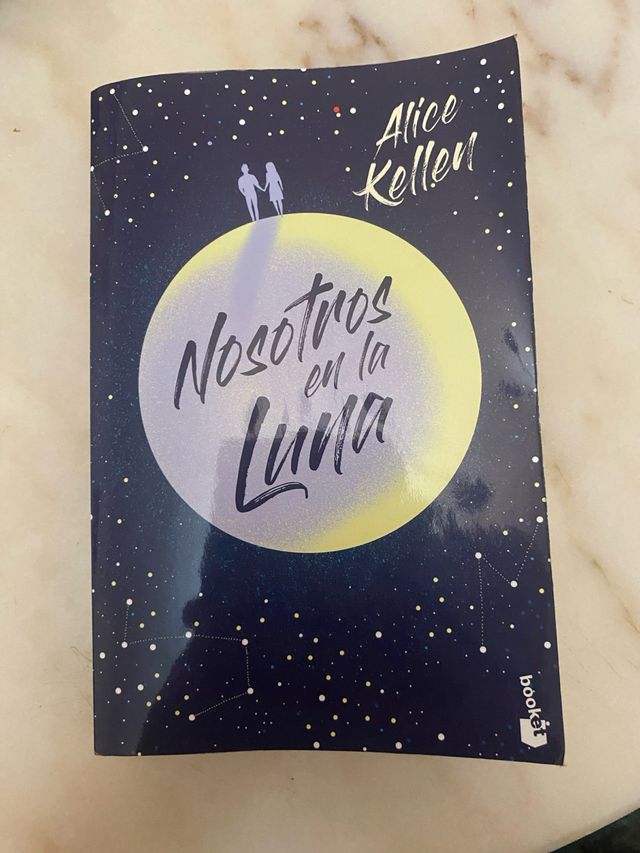 Alice
Kellen
Nosotros
en la
Luna
booket